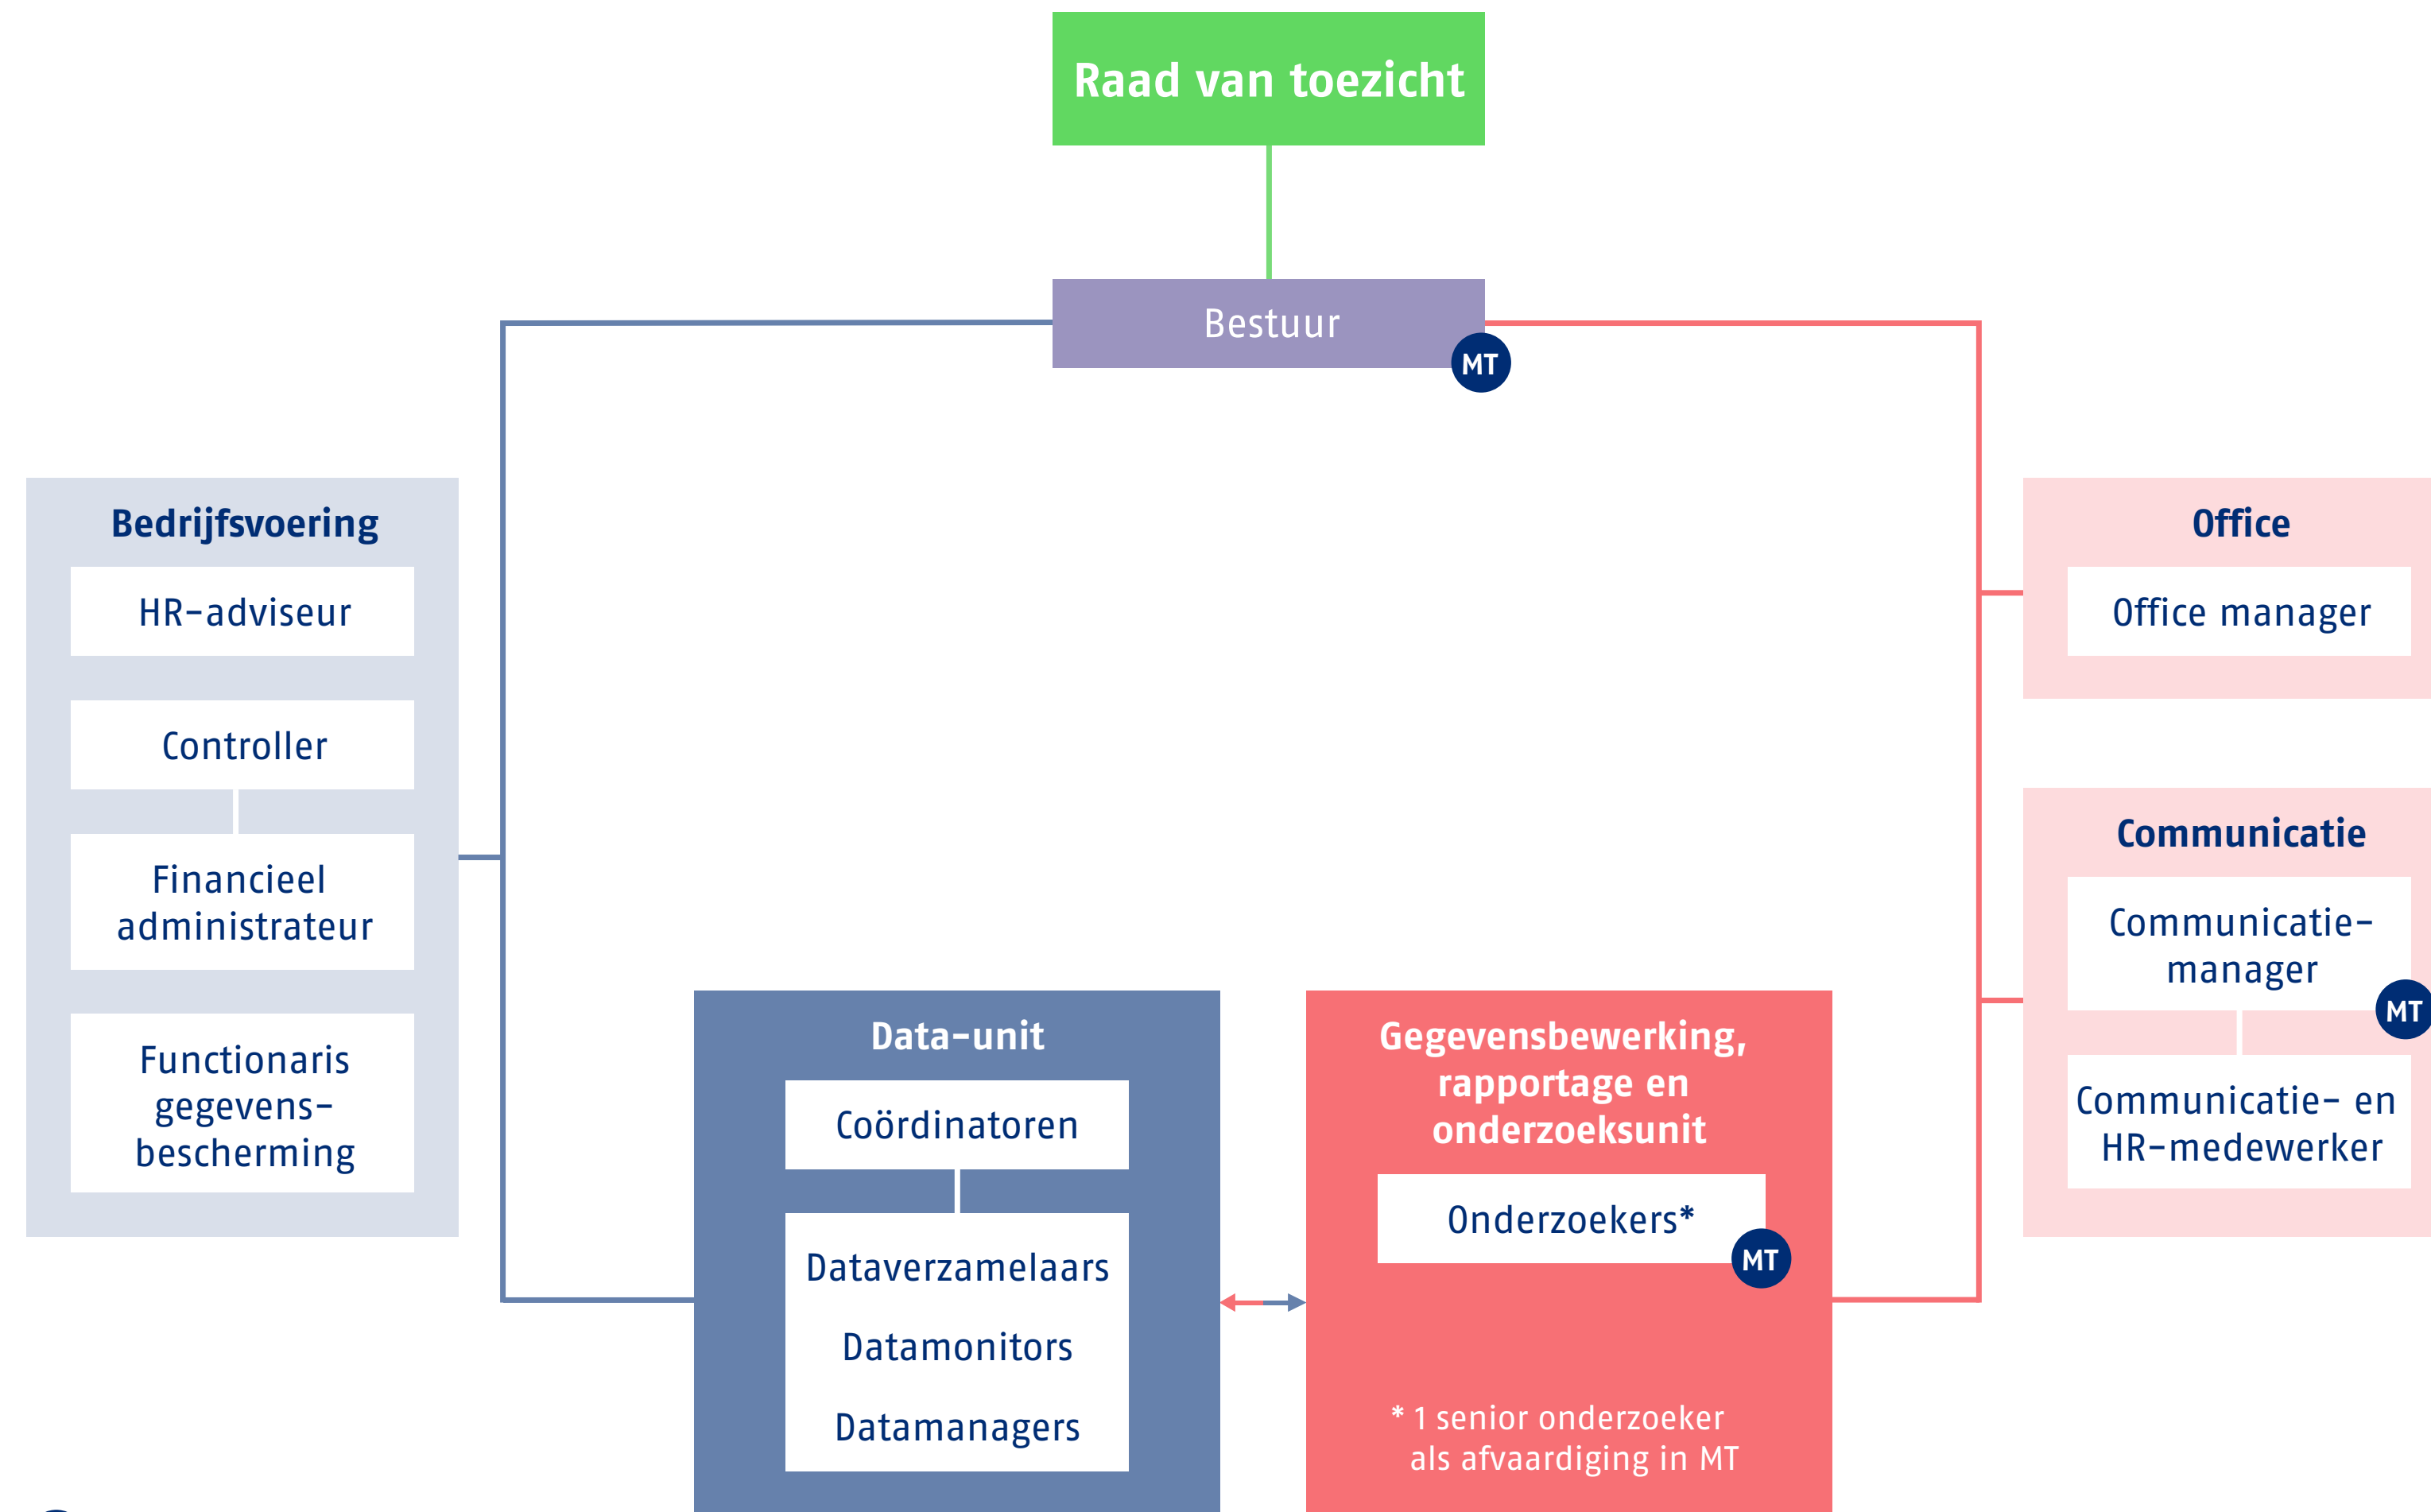 Raad van toezicht
Bestuur
MT
Bedrijfsvoering
HR-adviseur
Controller
Financieel
administrateur
Functionaris
gegevens-
bescherming
Office
Office manager
Communicatie
Communicatie-
manager
MT
Communicatie- en
HR-medewerker
Data-unit
Coördinatoren
Dataverzamelaars
Datamonitors
Datamanagers
Gegevensbewerking,
rapportage en
onderzoeksunit
Onderzoekers*
MT
* 1 senior onderzoeker
als afvaardiging in MT